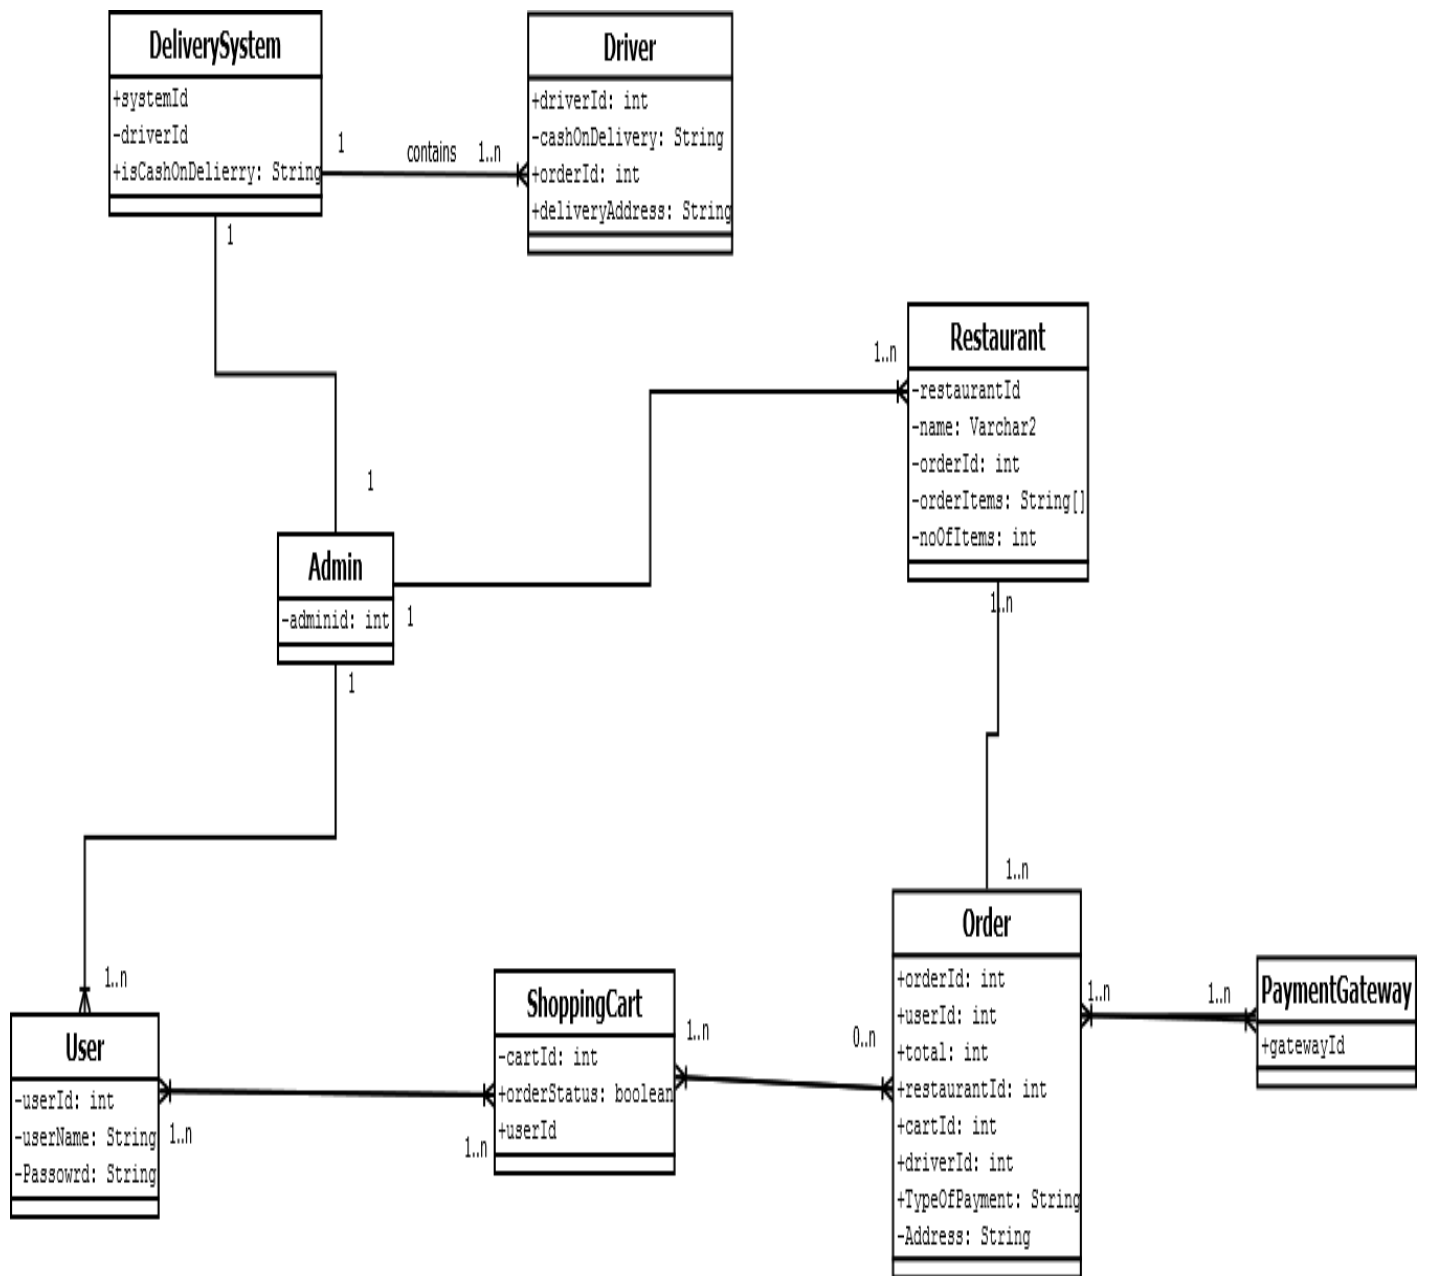 DeliverySystem
+systemId
-driverId
+isCashOnDelierry: String
1
contains
1..n
Driver
+driverId: int
-cashOnDelivery: String
+orderId: int
+deliveryAddress: String
1
1
Admin
-adminid: int
1
1
1..n
Restaurant
-restaurantId
-name: Varchar2
-orderId: int
-orderItems: String[]
-noOfItems: int
1..n
1..n
1..n
User
-userId: int
-userName: String
-Passowrd: String
1..n
1..n
ShoppingCart
-cartId: int
+orderStatus: boolean
+userId
1..n
0..n
Order
+orderId: int
+userId: int
+total: int
+restaurantId: int
+cartId: int
+driverId: int
+TypeOfPayment: String
-Address: String
1..n
1..n
PaymentGateway
+gatewayId